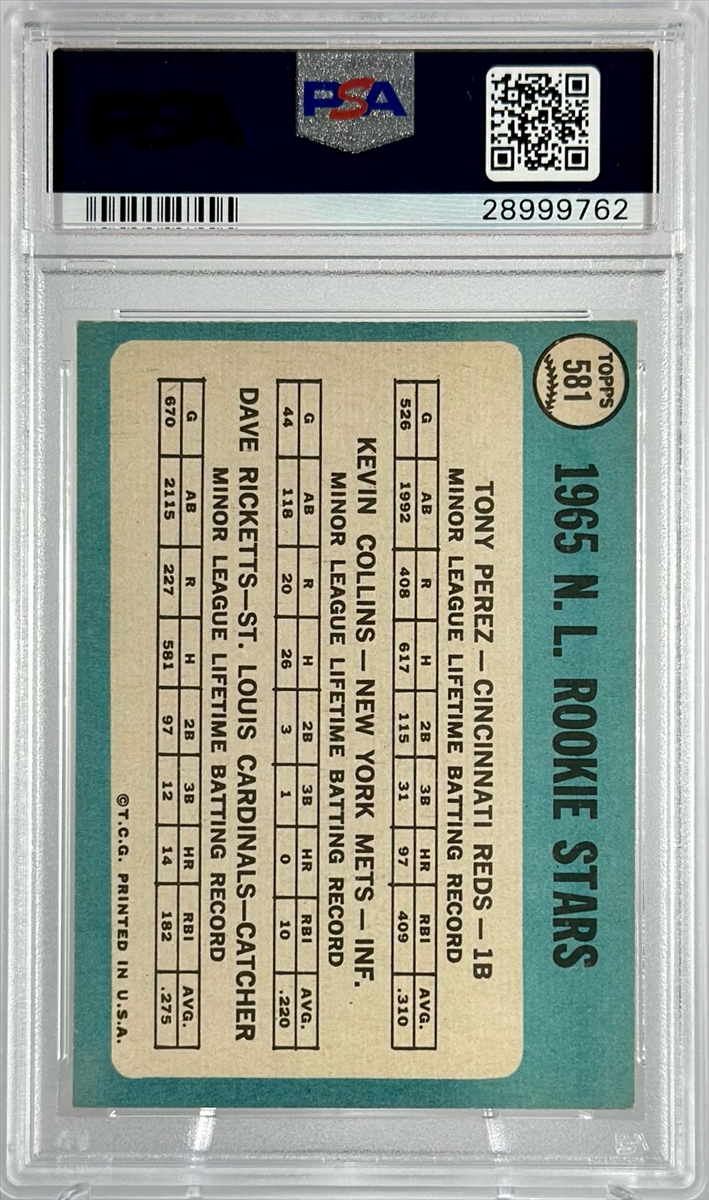 PSA
28999762
TOPPS
581
1965 N. L. ROOKIE STARS
TONY PEREZ—CINCINNATI REDS—1B
MINOR LEAGUE LIFETIME BATTING RECORD
G AB R H 2B 3B HR RBI AVG.
526 1992 408 617 115 31 97 409 .310
KEVIN COLLINS—NEW YORK METS—INF.
MINOR LEAGUE LIFETIME BATTING RECORD
G AB R H 2B 3B HR RBI AVG.
44 118 20 26 3 1 0 10 .220
DAVE RICKETTS—ST. LOUIS CARDINALS—CATCHER
MINOR LEAGUE LIFETIME BATTING RECORD
G AB R H 2B 3B HR RBI AVG.
670 2115 227 581 97 12 14 182 .275
©T.C.G. PRINTED IN U.S.A.
PSA